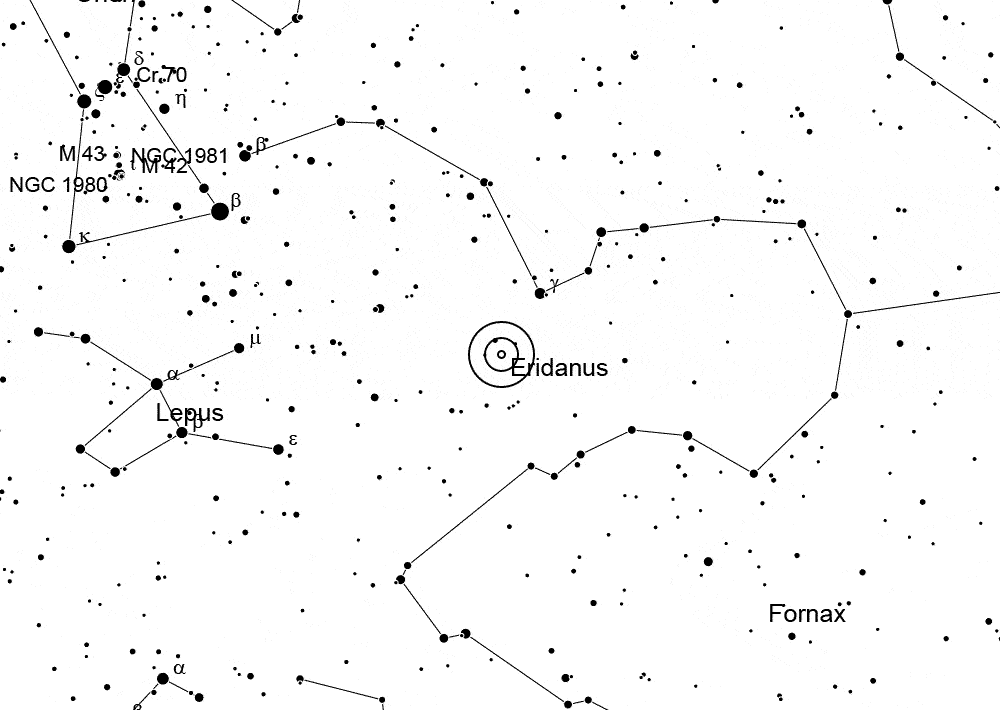 δ
ε
Cr 70
ζ
η
β
M 43
NGC 1981
ι
M 42
NGC 1980
β
κ
γ
μ
α
Eridanus
Lepus
β
ε
Fornax
α